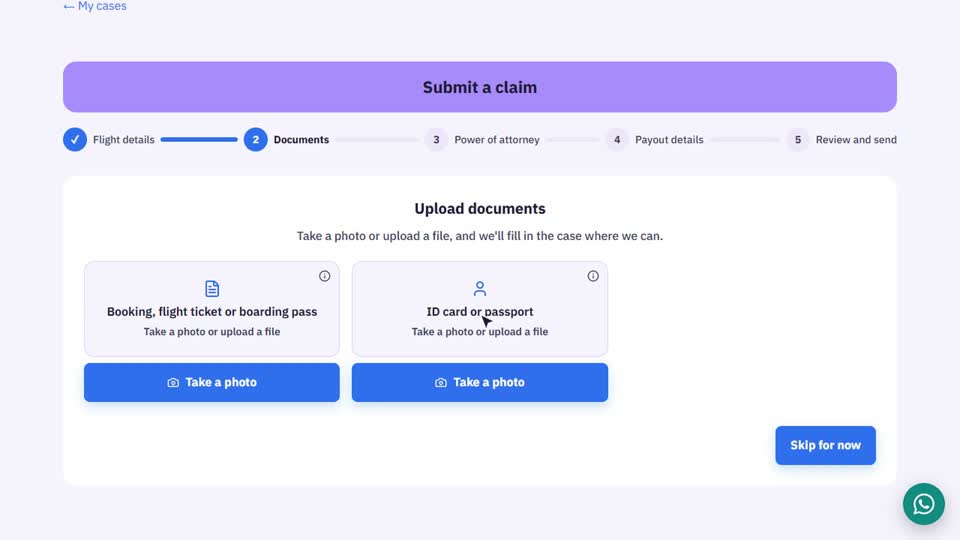 ← My cases
Submit a claim
✓ Flight details
2 Documents
3 Power of attorney
4 Payout details
5 Review and send
Upload documents
Take a photo or upload a file, and we'll fill in the case where we can.
Booking, flight ticket or boarding pass
Take a photo or upload a file
Take a photo
ID card or passport
Take a photo or upload a file
Take a photo
Skip for now